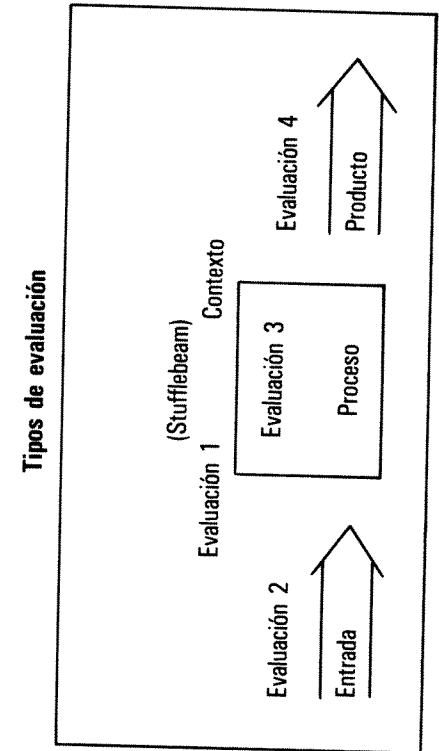 Tipos de evaluación
(Stufflebeam)
Evaluación 1 Contexto
Evaluación 2
Entrada
Evaluación 3
Proceso
Evaluación 4
Producto